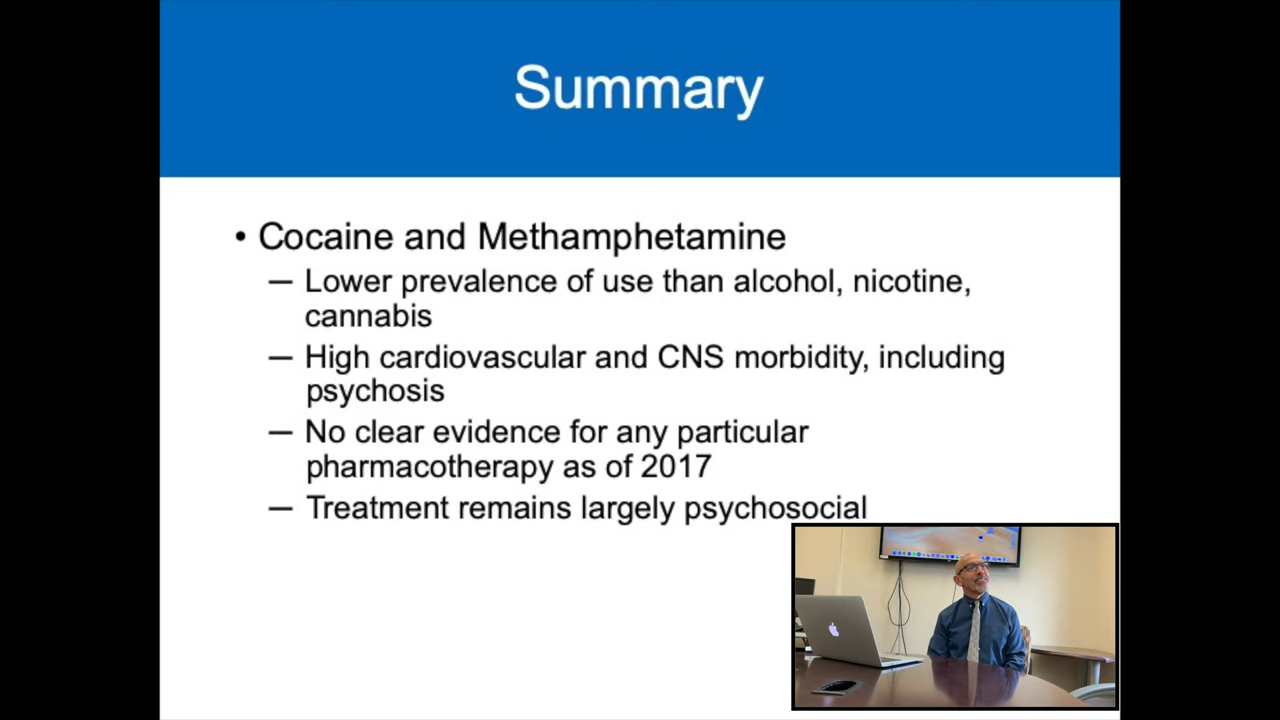 Summary
• Cocaine and Methamphetamine
— Lower prevalence of use than alcohol, nicotine,
cannabis
— High cardiovascular and CNS morbidity, including
psychosis
— No clear evidence for any particular
pharmacotherapy as of 2017
— Treatment remains largely psychosocial